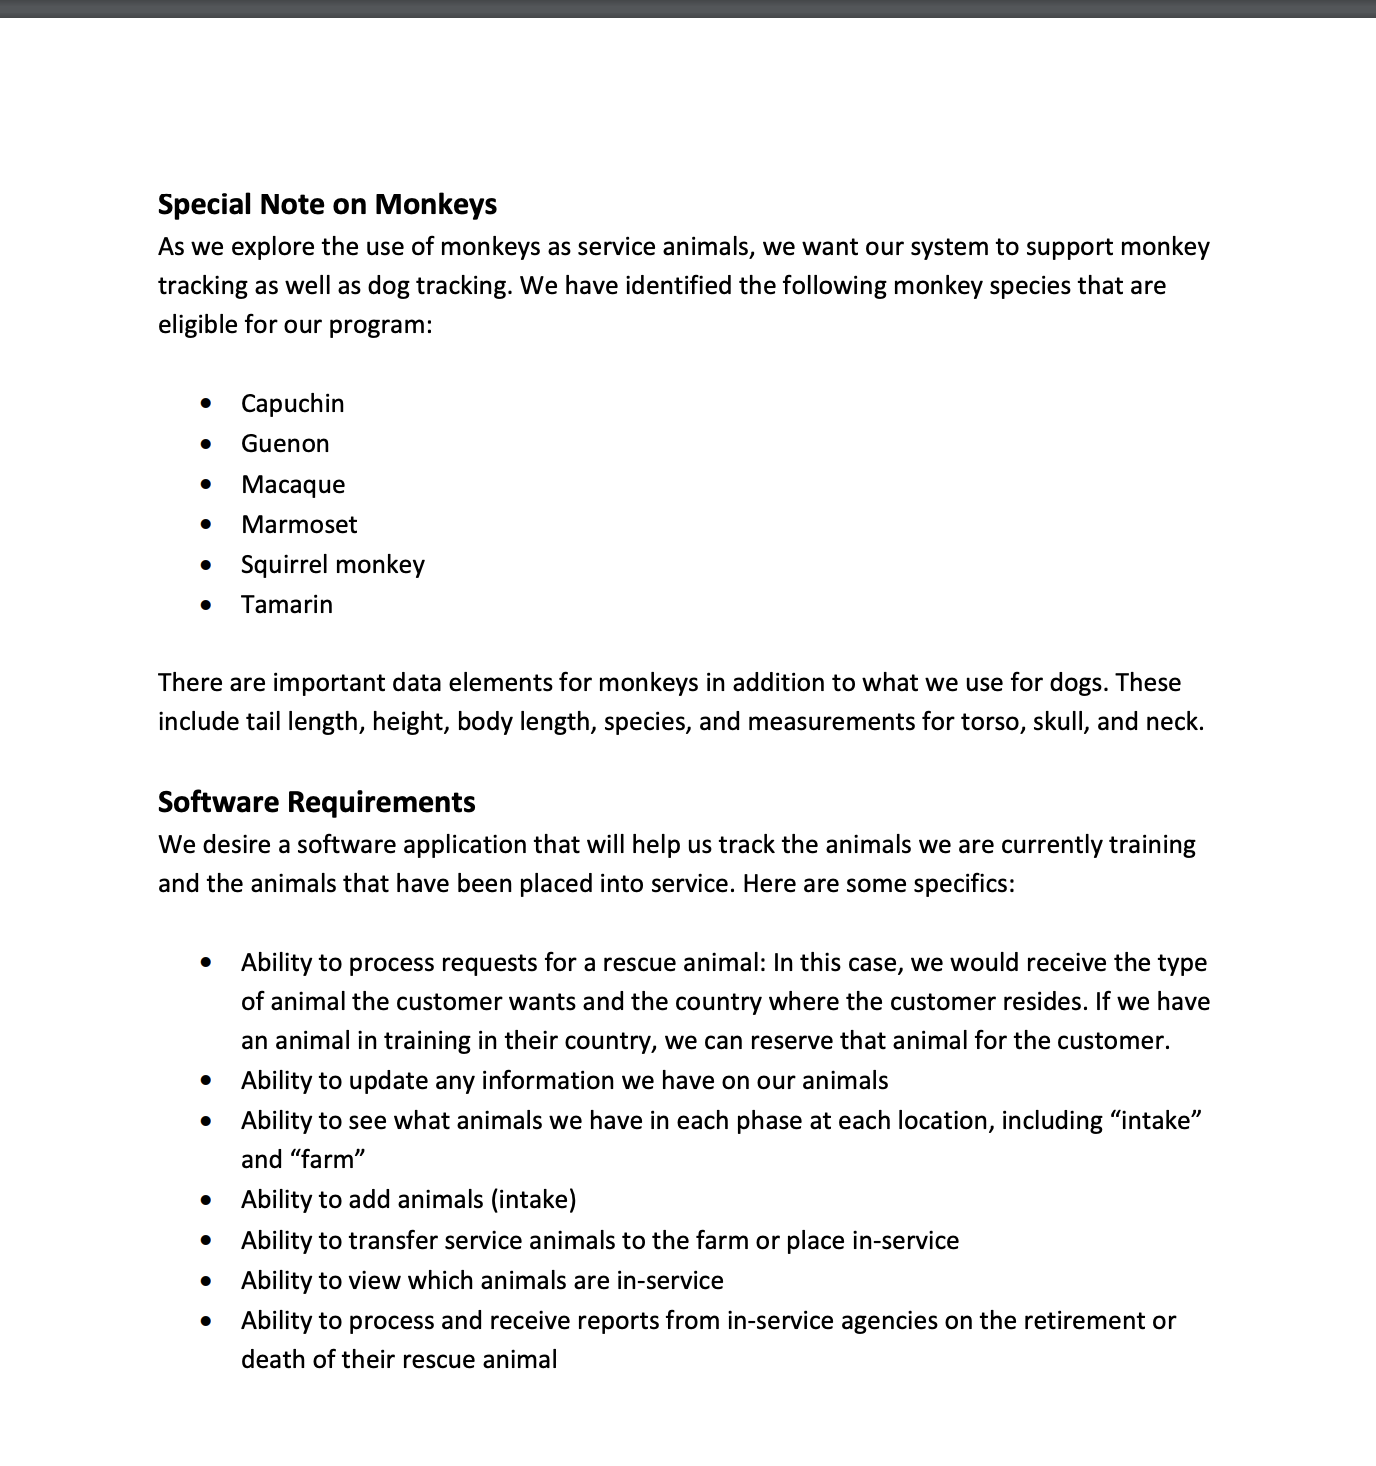 Special Note on Monkeys
As we explore the use of monkeys as service animals, we want our system to support monkey
tracking as well as dog tracking. We have identified the following monkey species that are
eligible for our program:
• Capuchin
• Guenon
• Macaque
• Marmoset
• Squirrel monkey
• Tamarin
There are important data elements for monkeys in addition to what we use for dogs. These
include tail length, height, body length, species, and measurements for torso, skull, and neck.
Software Requirements
We desire a software application that will help us track the animals we are currently training
and the animals that have been placed into service. Here are some specifics:
• Ability to process requests for a rescue animal: In this case, we would receive the type
of animal the customer wants and the country where the customer resides. If we have
an animal in training in their country, we can reserve that animal for the customer.
• Ability to update any information we have on our animals
• Ability to see what animals we have in each phase at each location, including “intake”
and “farm”
• Ability to add animals (intake)
• Ability to transfer service animals to the farm or place in-service
• Ability to view which animals are in-service
• Ability to process and receive reports from in-service agencies on the retirement or
death of their rescue animal